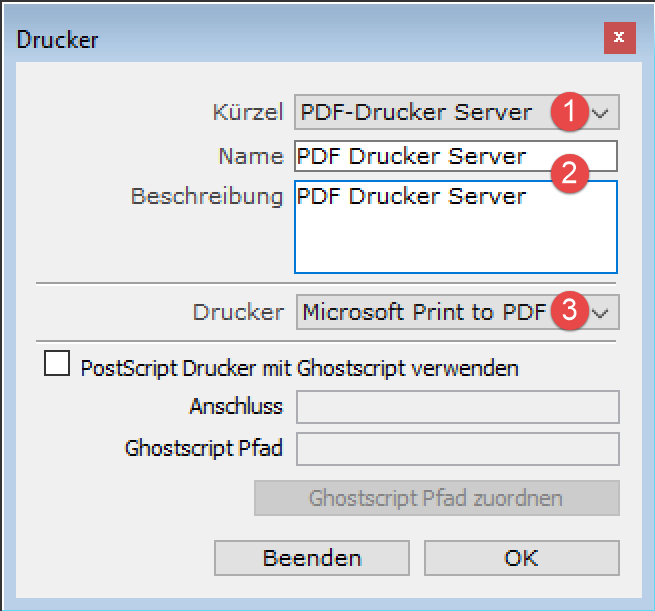 Drucker x
Kürzel PDF-Drucker Server 1
Name PDF Drucker Server
2
Beschreibung PDF Drucker Server
Drucker Microsoft Print to PDF 3
PostScript Drucker mit Ghostscript verwenden
Anschluss
Ghostscript Pfad
Ghostscript Pfad zuordnen
Beenden OK